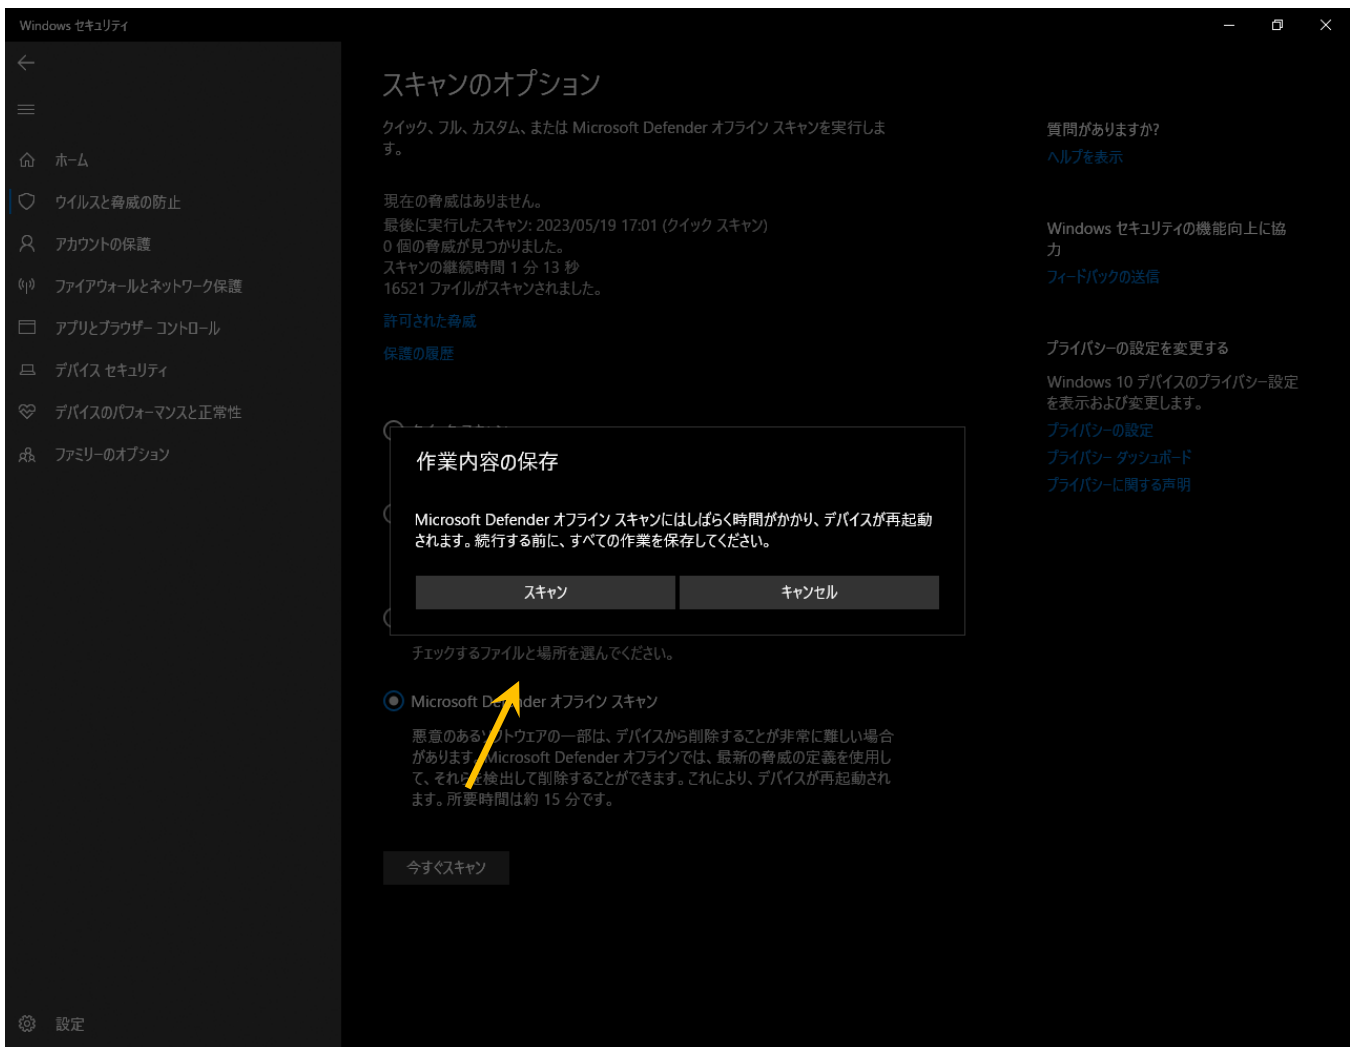 Windows セキュリティ
ホーム
ウイルスと脅威の防止
アカウントの保護
ファイアウォールとネットワーク保護
アプリとブラウザー コントロール
デバイス セキュリティ
デバイスのパフォーマンスと正常性
ファミリーのオプション
設定
スキャンのオプション
クイック、フル、カスタム、または Microsoft Defender オフライン スキャンを実行しま
す。
現在の脅威はありません。
最後に実行したスキャン: 2023/05/19 17:01 (クイック スキャン)
0 個の脅威が見つかりました。
スキャンの継続時間 1 分 13 秒
16521 ファイルがスキャンされました。
許可された脅威
保護の履歴
作業内容の保存
Microsoft Defender オフライン スキャンにはしばらく時間がかかり、デバイスが再起動
されます。続行する前に、すべての作業を保存してください。
スキャン
キャンセル
チェックするファイルと場所を選んでください。
Microsoft Defender オフライン スキャン
悪意のあるソフトウェアの一部は、デバイスから削除することが非常に難しい場合
があります。Microsoft Defender オフラインでは、最新の脅威の定義を使用し
て、それらを検出して削除することができます。これにより、デバイスが再起動され
ます。所要時間は約 15 分です。
今すぐスキャン
質問がありますか?
ヘルプを表示
Windows セキュリティの機能向上に協
力
フィードバックの送信
プライバシーの設定を変更する
Windows 10 デバイスのプライバシー設定
を表示および変更します。
プライバシーの設定
プライバシー ダッシュボード
プライバシーに関する声明